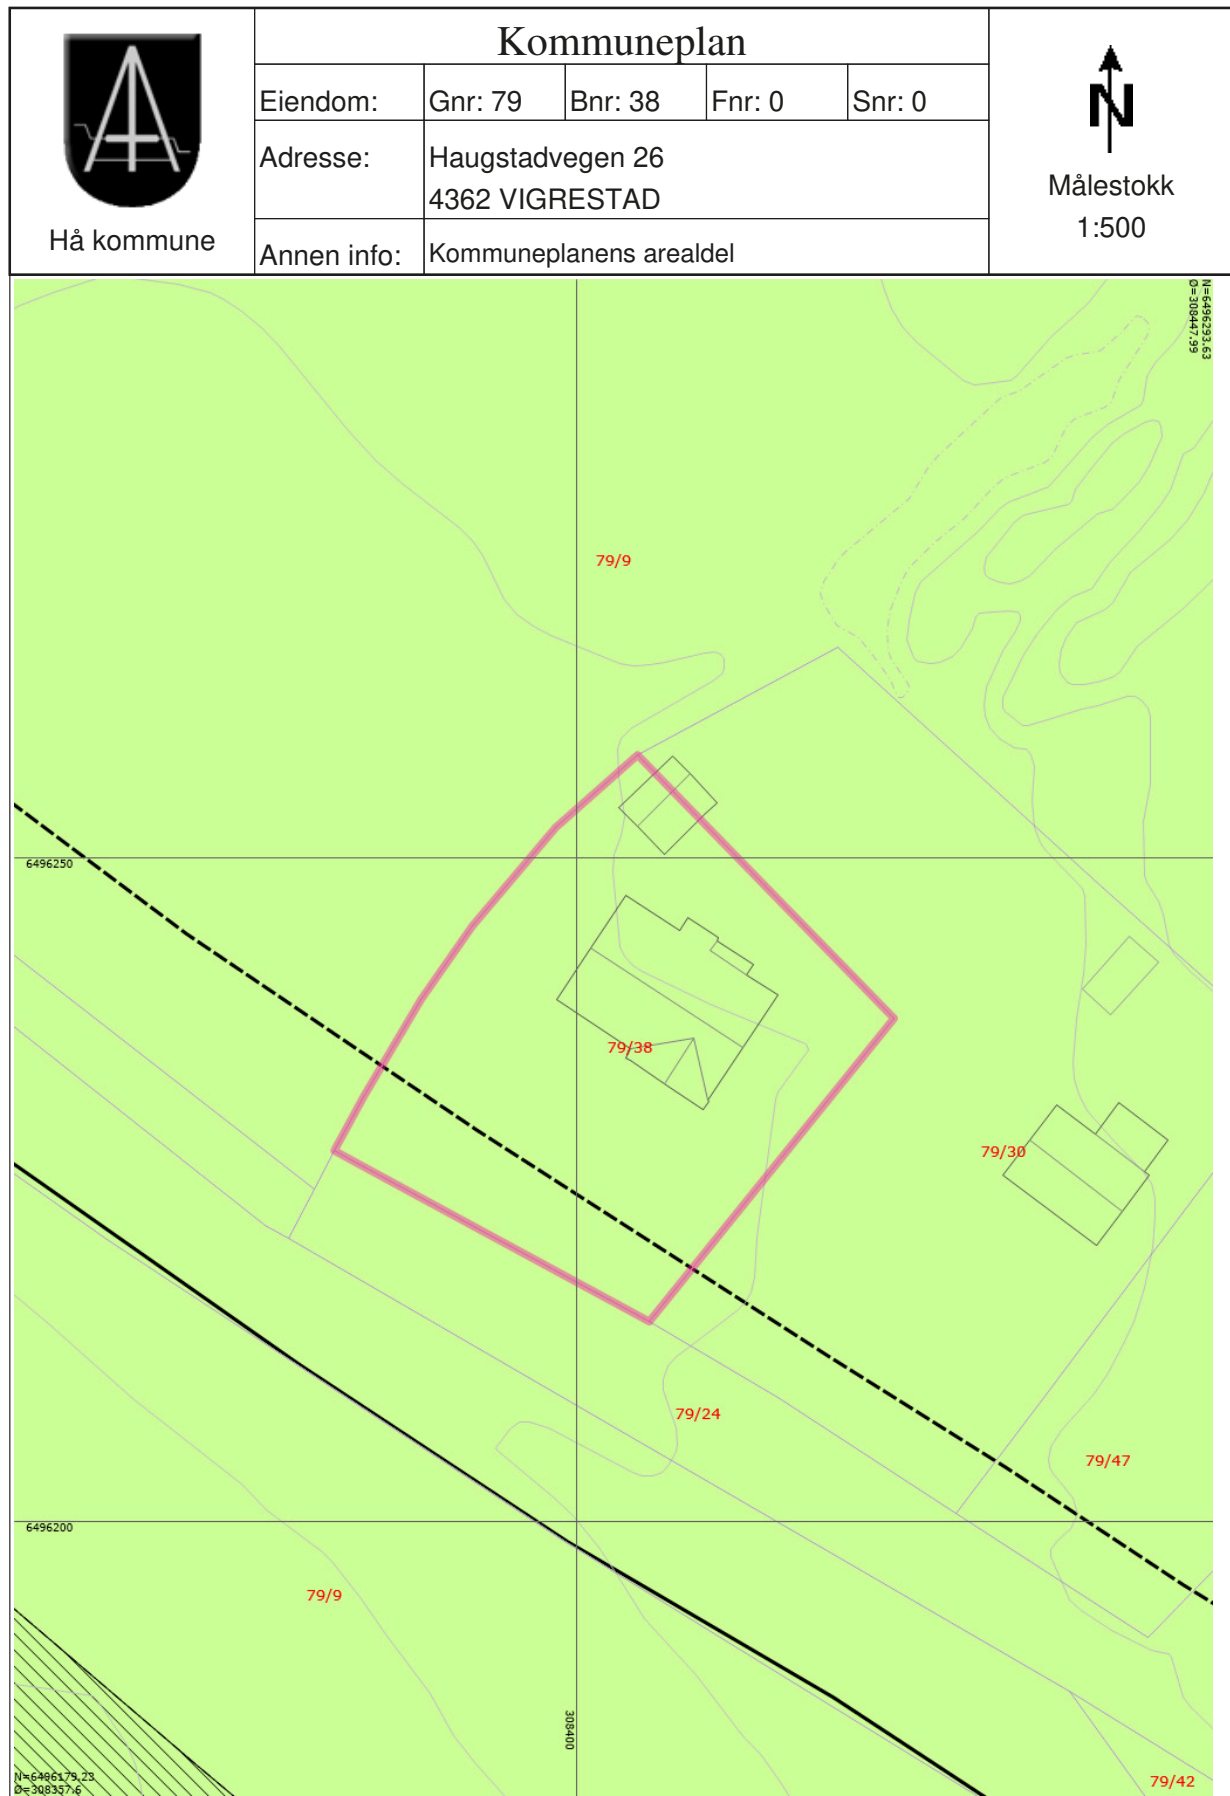 Kommuneplan
Eiendom:
Gnr: 79
Bnr: 38
Fnr: 0
Snr: 0
Adresse:
Haugstadvegen 26
4362 VIGRESTAD
Annen info:
Kommuneplanens arealdel
Hå kommune
N
Målestokk
1:500
N=6496293.63
Ø=308447.99
79/9
6496250
79/38
79/30
79/24
79/47
6496200
79/9
308400
N=6496179.23
Ø=308357.6
79/42